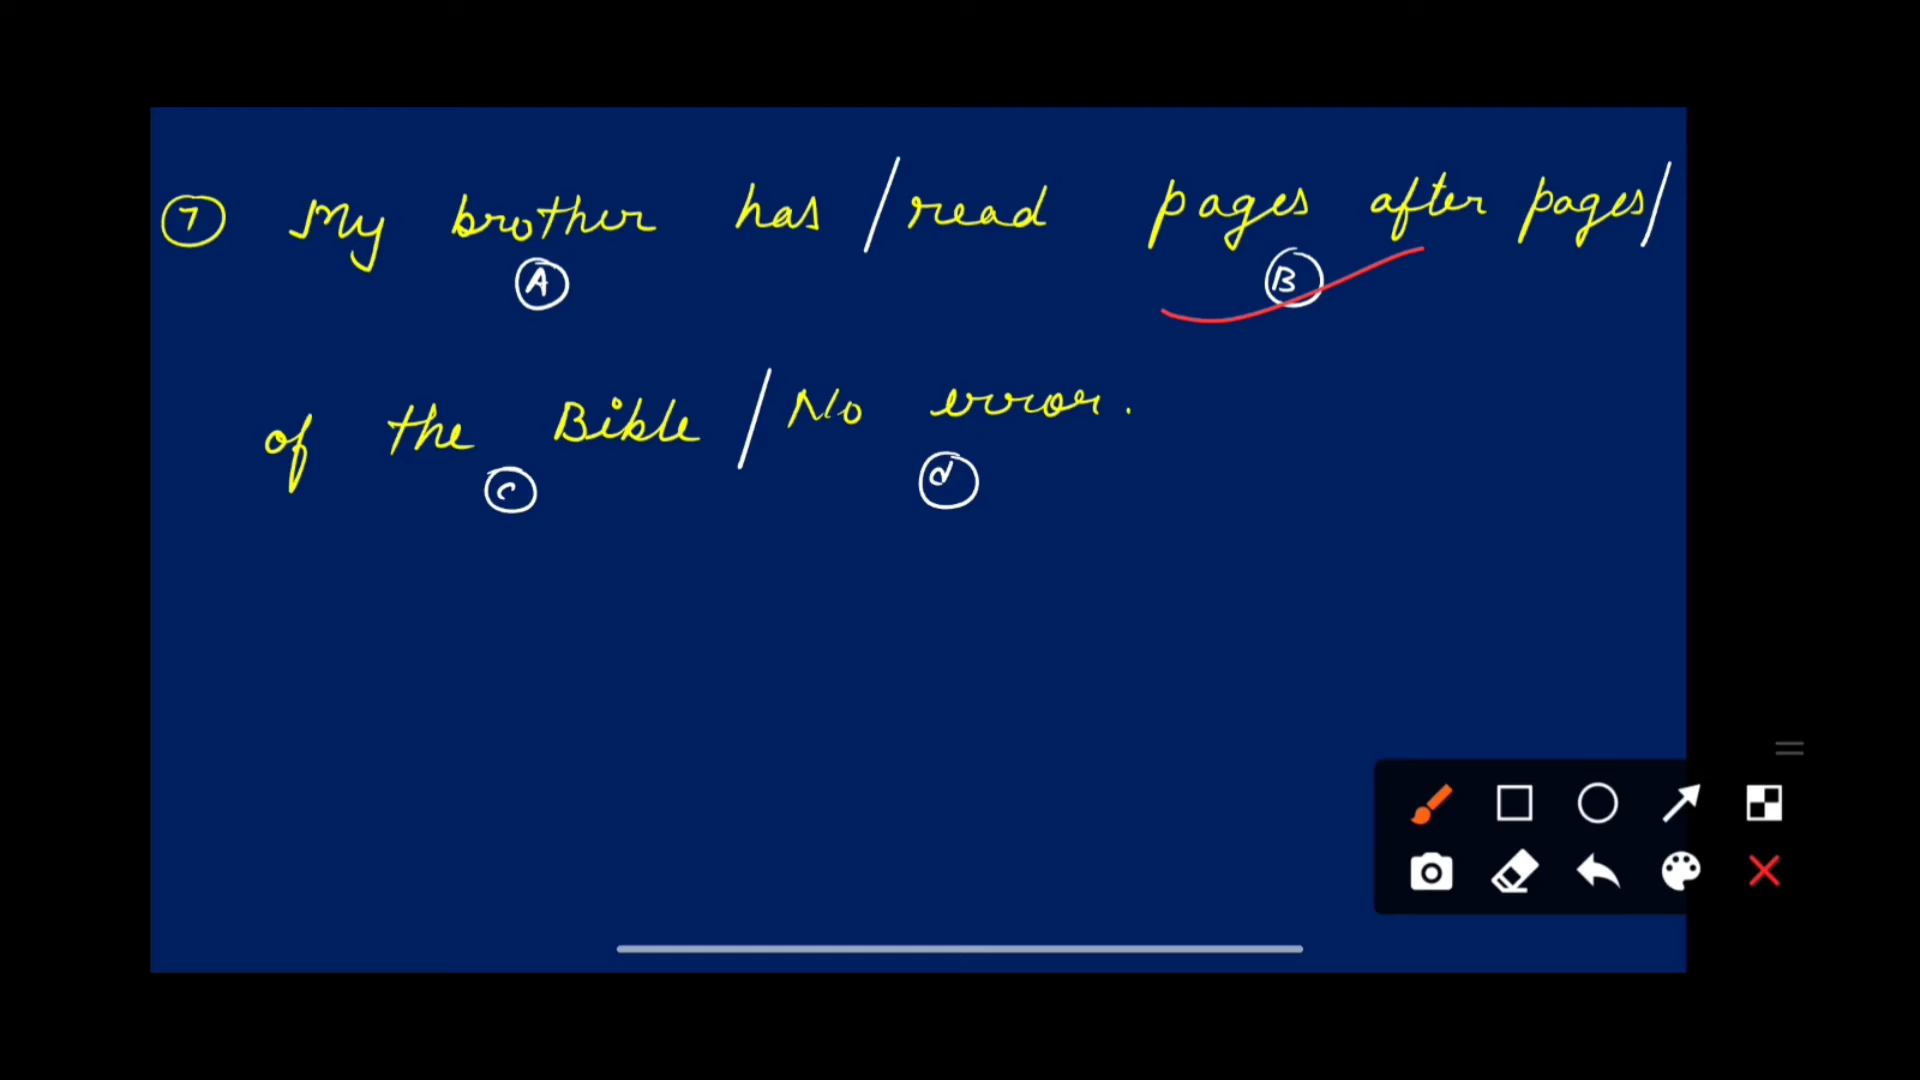 7 My brother has / read pages after pages /
A B
of the Bible / No error.
C d